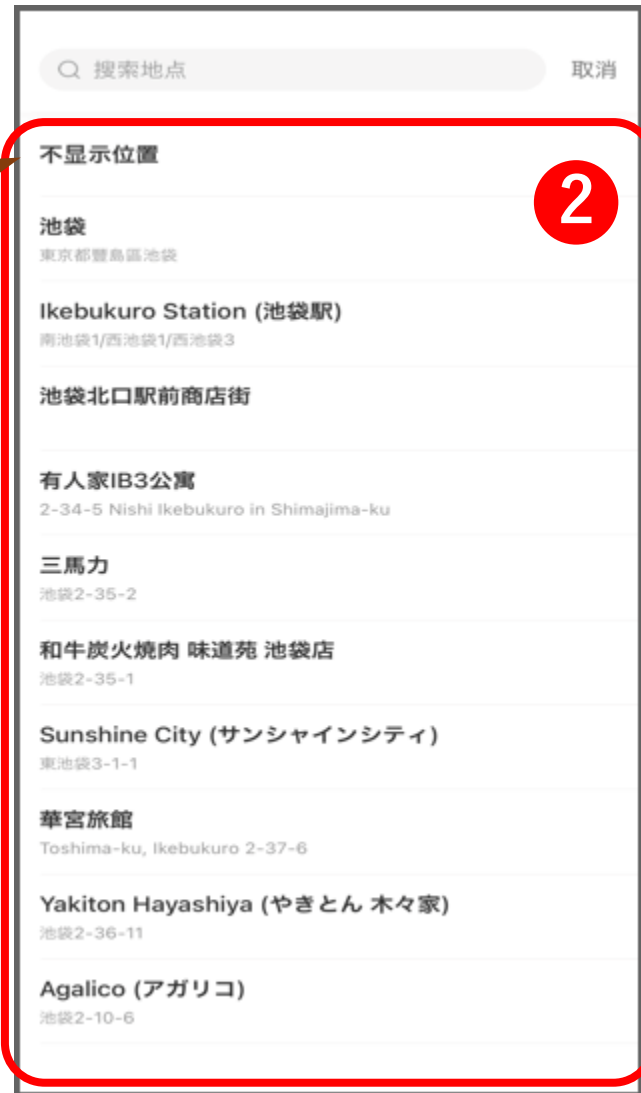 搜索地点 取消
不显示位置
2
池袋
東京都豐島區池袋
Ikebukuro Station (池袋駅)
南池袋1/西池袋1/西池袋3
池袋北口駅前商店街
有人家IB3公寓
2-34-5 Nishi Ikebukuro in Shimajima-ku
三馬力
池袋2-35-2
和牛炭火燒肉 味道苑 池袋店
池袋2-35-1
Sunshine City (サンシャインシティ)
東池袋3-1-1
華宮旅館
Toshima-ku, Ikebukuro 2-37-6
Yakiton Hayashiya (やきとん 木々家)
池袋2-36-11
Agalico (アガリコ)
池袋2-10-6